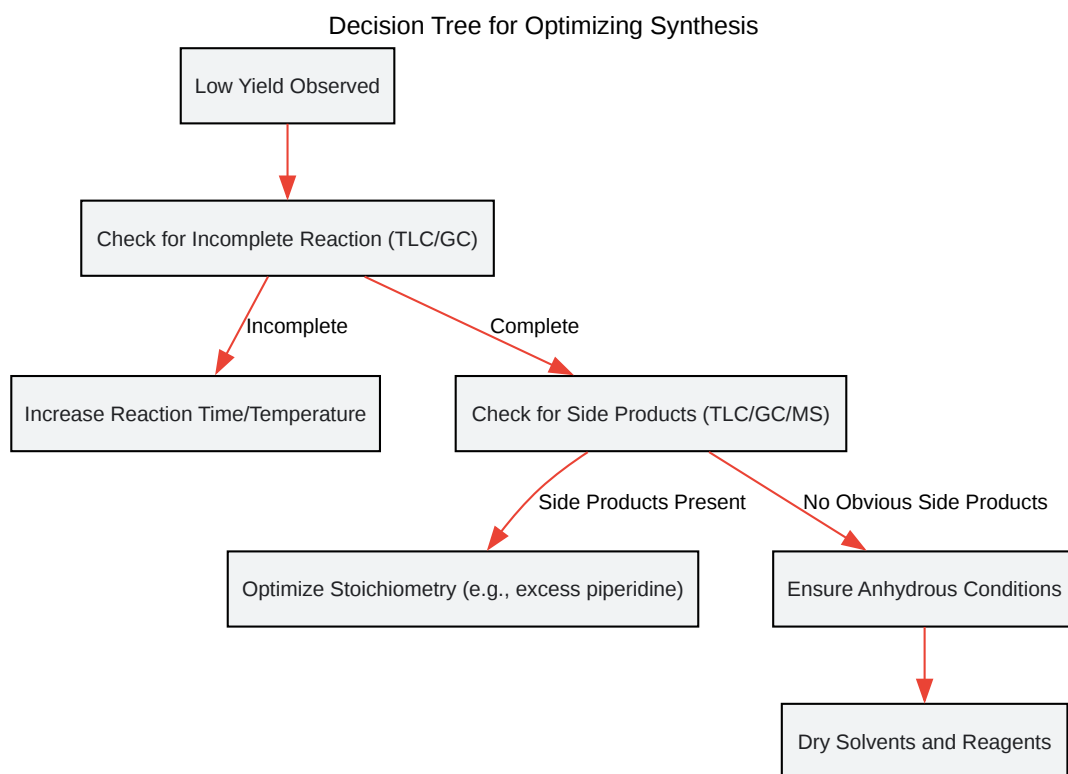 Decision Tree for Optimizing Synthesis
Low Yield Observed
Check for Incomplete Reaction (TLC/GC)
Incomplete
Complete
Increase Reaction Time/Temperature
Check for Side Products (TLC/GC/MS)
Side Products Present
No Obvious Side Products
Optimize Stoichiometry (e.g., excess piperidine)
Ensure Anhydrous Conditions
Dry Solvents and Reagents